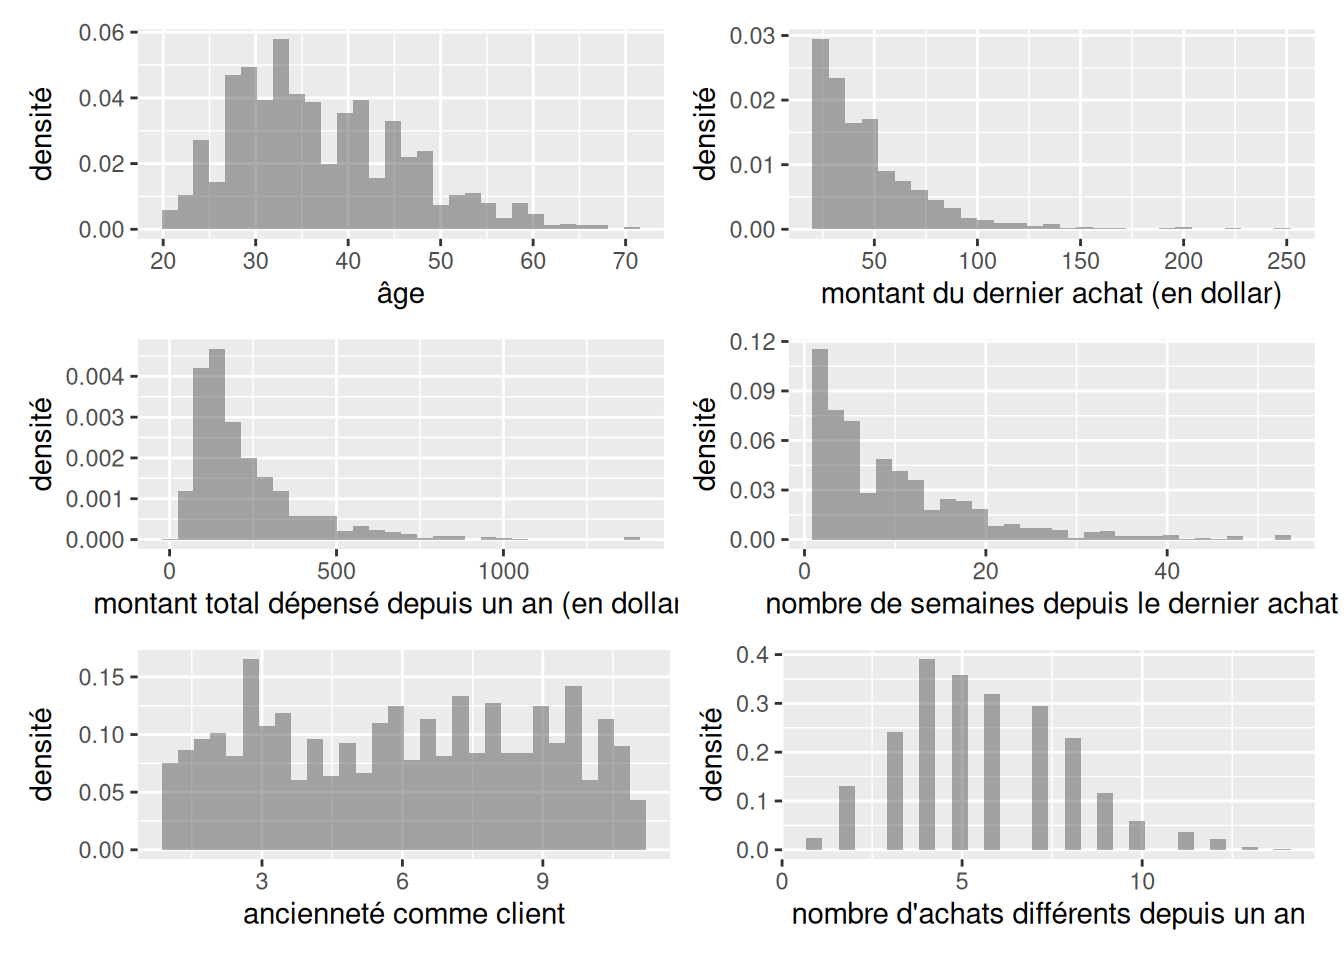 0.06
0.04
0.02
0.00
densité
20 30 40 50 60 70
âge
0.03
0.02
0.01
0.00
densité
50 100 150 200 250
montant du dernier achat (en dollar)
0.004
0.003
0.002
0.001
0.000
densité
0 500 1000
montant total dépensé depuis un an (en dollar
0.12
0.09
0.06
0.03
0.00
densité
0 20 40
nombre de semaines depuis le dernier achat
0.15
0.10
0.05
0.00
densité
3 6 9
ancienneté comme client
0.4
0.3
0.2
0.1
0.0
densité
0 5 10
nombre d'achats différents depuis un an